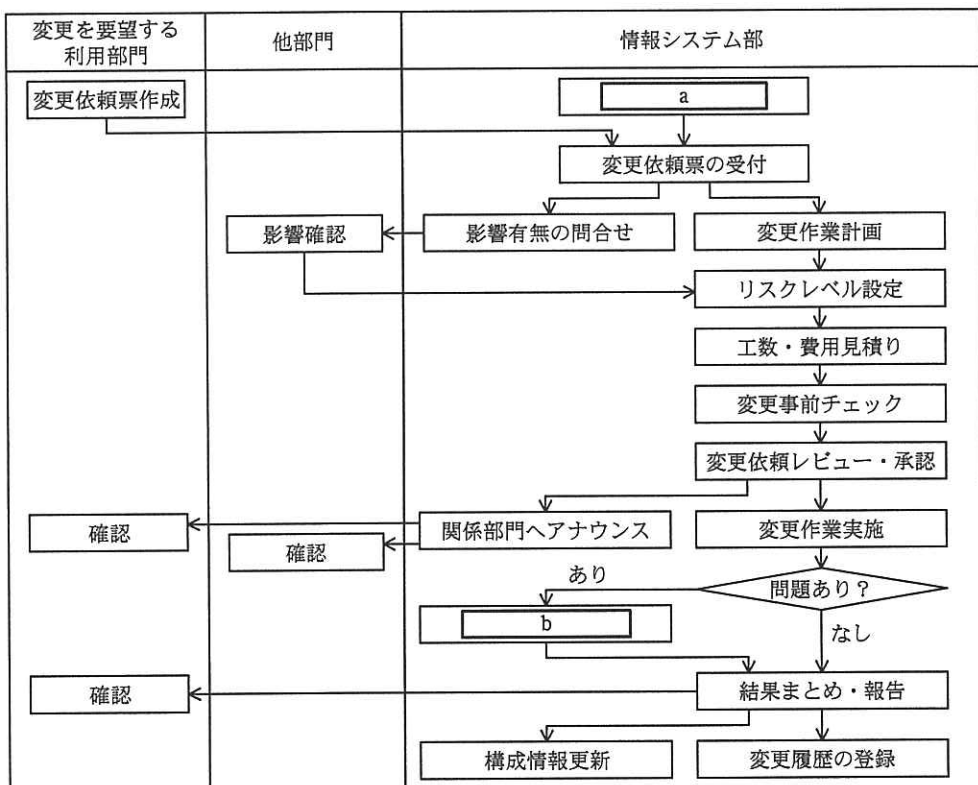 変更を要望する
利用部門
他部門
情報システム部
変更依頼票作成
a
変更依頼票の受付
影響確認
影響有無の問合せ
変更作業計画
リスクレベル設定
工数・費用見積り
変更事前チェック
変更依頼レビュー・承認
確認
確認
関係部門へアナウンス
変更作業実施
あり
問題あり？
b
なし
確認
結果まとめ・報告
構成情報更新
変更履歴の登録